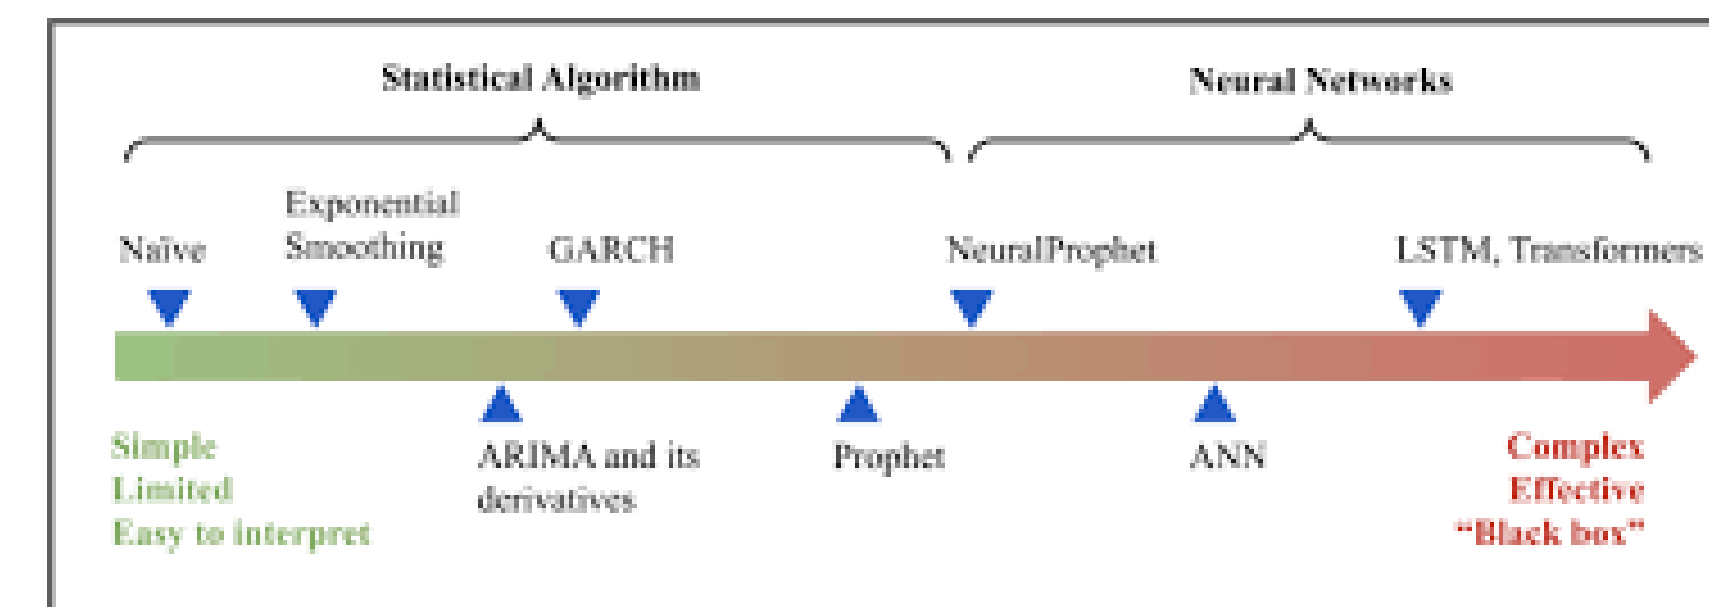 Statistical Algorithm
Neural Networks
Exponential
Smoothing
Naïve
GARCH
NeuralProphet
LSTM, Transformers
Simple
Limited
Easy to interpret
ARIMA and its
derivatives
Prophet
ANN
Complex
Effective
“Black box”